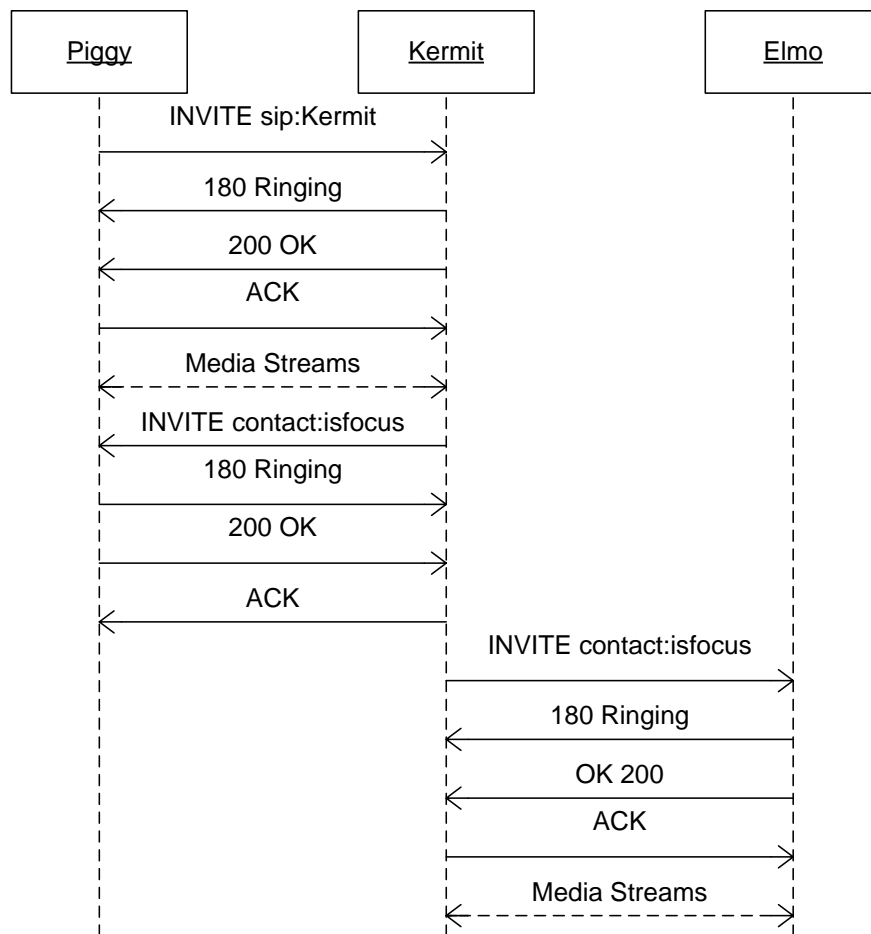 Piggy
Kermit
Elmo
INVITE sip:Kermit
180 Ringing
200 OK
ACK
Media Streams
INVITE contact:isfocus
180 Ringing
200 OK
ACK
INVITE contact:isfocus
180 Ringing
OK 200
ACK
Media Streams